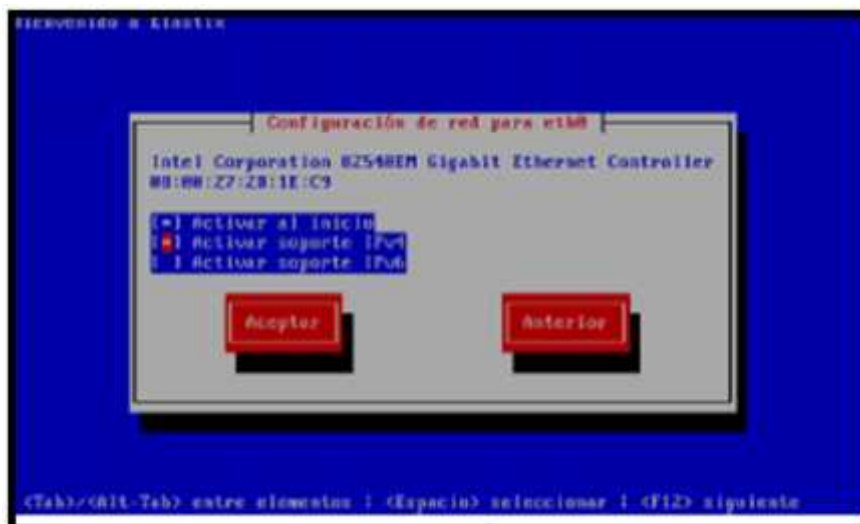 Bienvenido a Elastix
Configuración de red para eth0
Intel Corporation 82540EM Gigabit Ethernet Controller
08:00:27:2B:1E:C9
[*] Activar al inicio
[*] Activar soporte IPv4
[ ] Activar soporte IPv6
Aceptar
Anterior
<Tab>/<Alt-Tab> entre elementos | <Espacio> seleccionar | <F12> siguiente